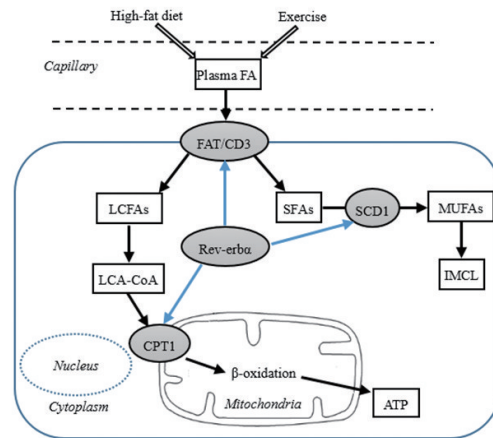 High-fat diet
Exercise
Capillary
Plasma FA
FAT/CD3
LCFAs
SFAs
SCD1
MUFAs
Rev-erbα
LCA-CoA
IMCL
CPT1
Nucleus
β-oxidation
Cytoplasm
Mitochondria
ATP